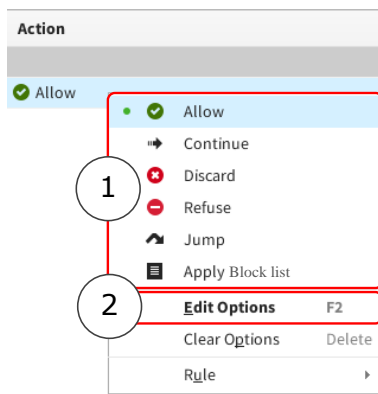 Action
Allow
Allow
Continue
1
Discard
Refuse
Jump
Apply Block list
2
Edit Options F2
Clear Options Delete
Rule